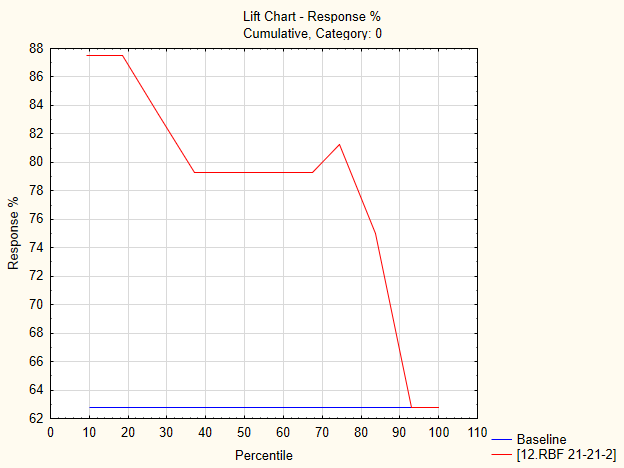 Lift Chart - Response %
Cumulative, Category: 0
88
86
84
82
80
78
76
74
72
70
68
66
64
62
Response %
0 10 20 30 40 50 60 70 80 90 100 110
Percentile
Baseline
[12.RBF 21-21-2]